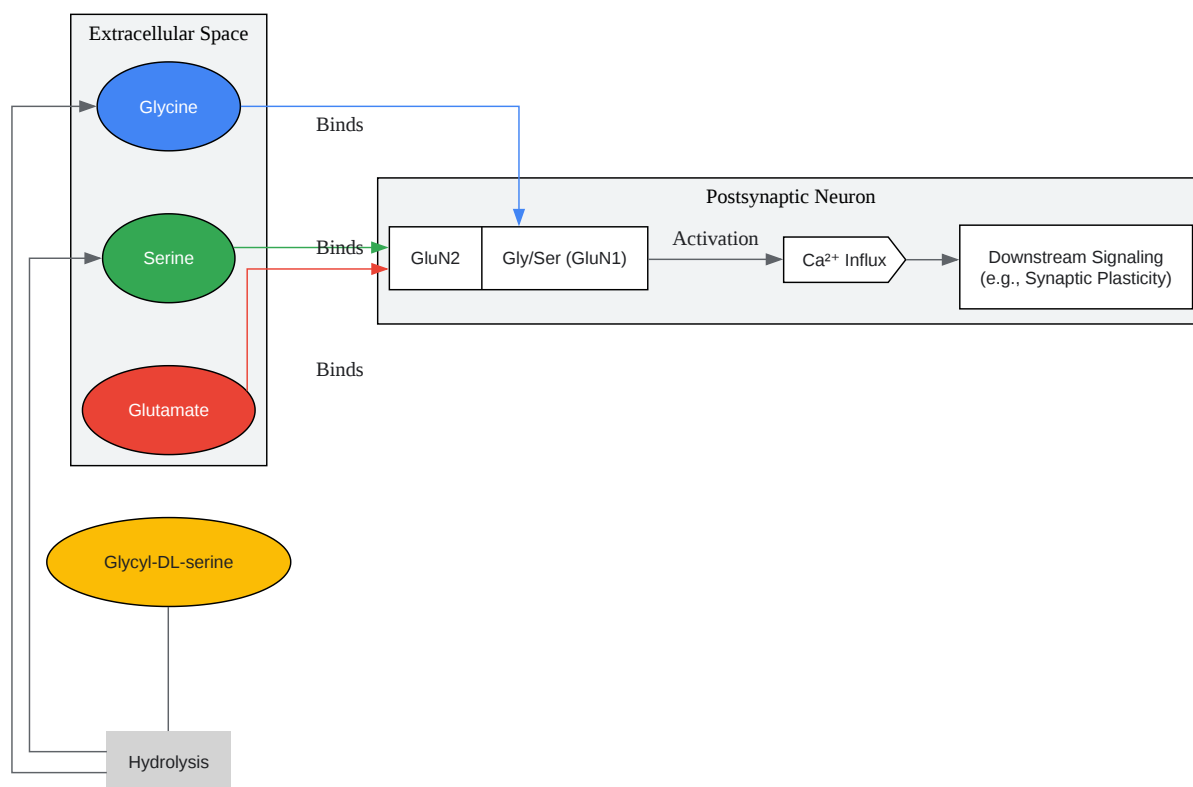 Extracellular Space
Glycine
Binds
Postsynaptic Neuron
Serine
Binds
GluN2
Gly/Ser (GluN1)
Activation
Ca²⁺ Influx
Downstream Signaling
(e.g., Synaptic Plasticity)
Binds
Glutamate
Glycyl-DL-serine
Hydrolysis